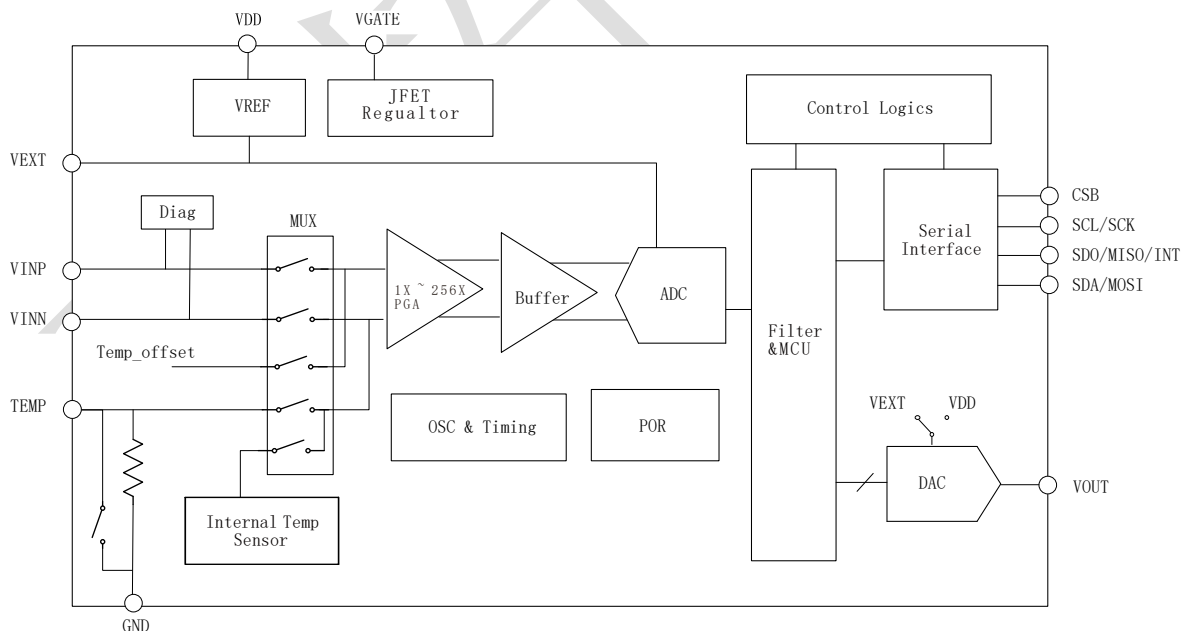 VDD
VGATE
VREF
JFET
Regualtor
Control Logics
VEXT
Diag
MUX
CSB
SCL/SCK
SDO/MISO/INT
SDA/MOSI
Serial
Interface
VINP
VINN
1X ~ 256X
PGA
Buffer
ADC
Filter
&MCU
Temp_offset
TEMP
OSC & Timing
POR
VEXT
VDD
DAC
VOUT
Internal Temp
Sensor
GND